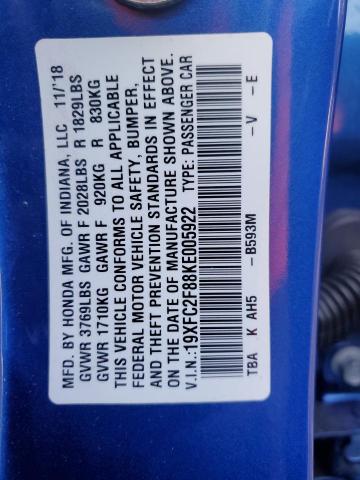 MFD. BY HONDA MFG. OF INDIANA, LLC 11/'18
GVWR 3769LBS GAWR F 2028LBS R 1829LBS
GVWR 1710KG GAWR F 920KG R 830KG
THIS VEHICLE CONFORMS TO ALL APPLICABLE
FEDERAL MOTOR VEHICLE SAFETY, BUMPER,
AND THEFT PREVENTION STANDARDS IN EFFECT
ON THE DATE OF MANUFACTURE SHOWN ABOVE.
V.I.N.:19XFC2F88KE005922 TYPE: PASSENGER CAR
TBA K AH5 -B593M -V -E